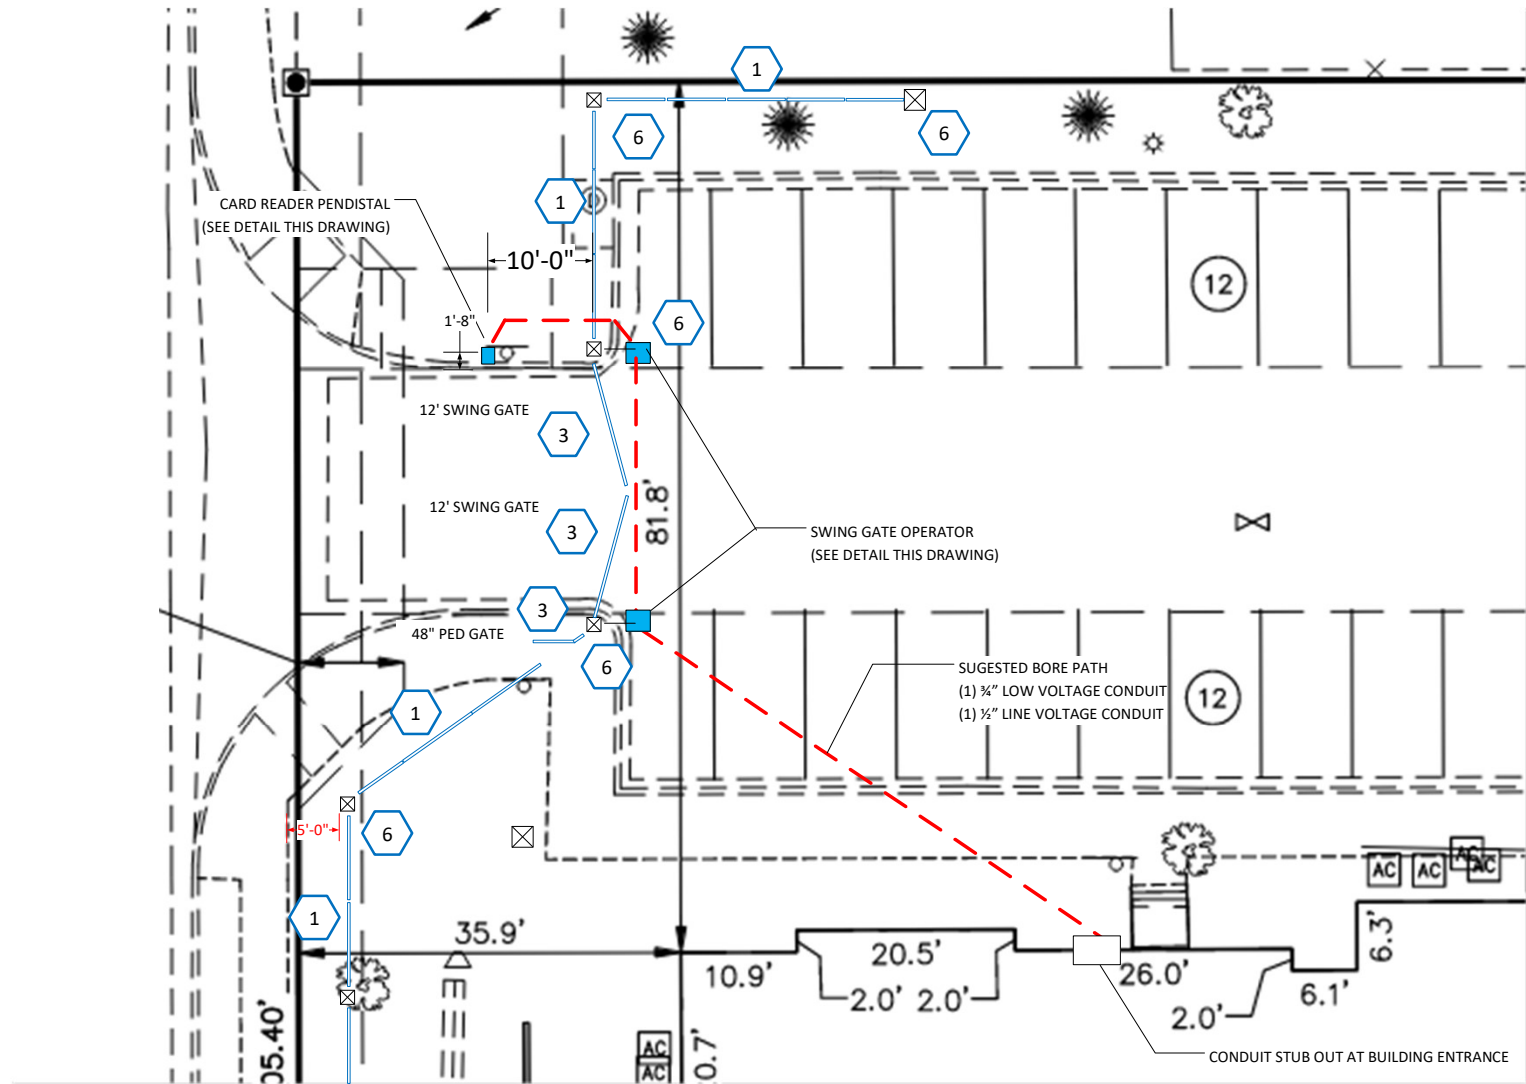 1
6
6
CARD READER PENDISTAL
(SEE DETAIL THIS DRAWING)
1
10'-0"
12
1'-8"
6
12' SWING GATE
3
12' SWING GATE
3
81.8'
SWING GATE OPERATOR
(SEE DETAIL THIS DRAWING)
3
48" PED GATE
6
SUGESTED BORE PATH
(1) ¾” LOW VOLTAGE CONDUIT
(1) ½” LINE VOLTAGE CONDUIT
12
1
5'-0"
6
AC
AC
AC
AC
1
35.9'
20.5'
10.9'
2.0' 2.0'
26.0'
6.3'
6.1'
2.0'
E
05.40'
AC
AC
0.7'
CONDUIT STUB OUT AT BUILDING ENTRANCE